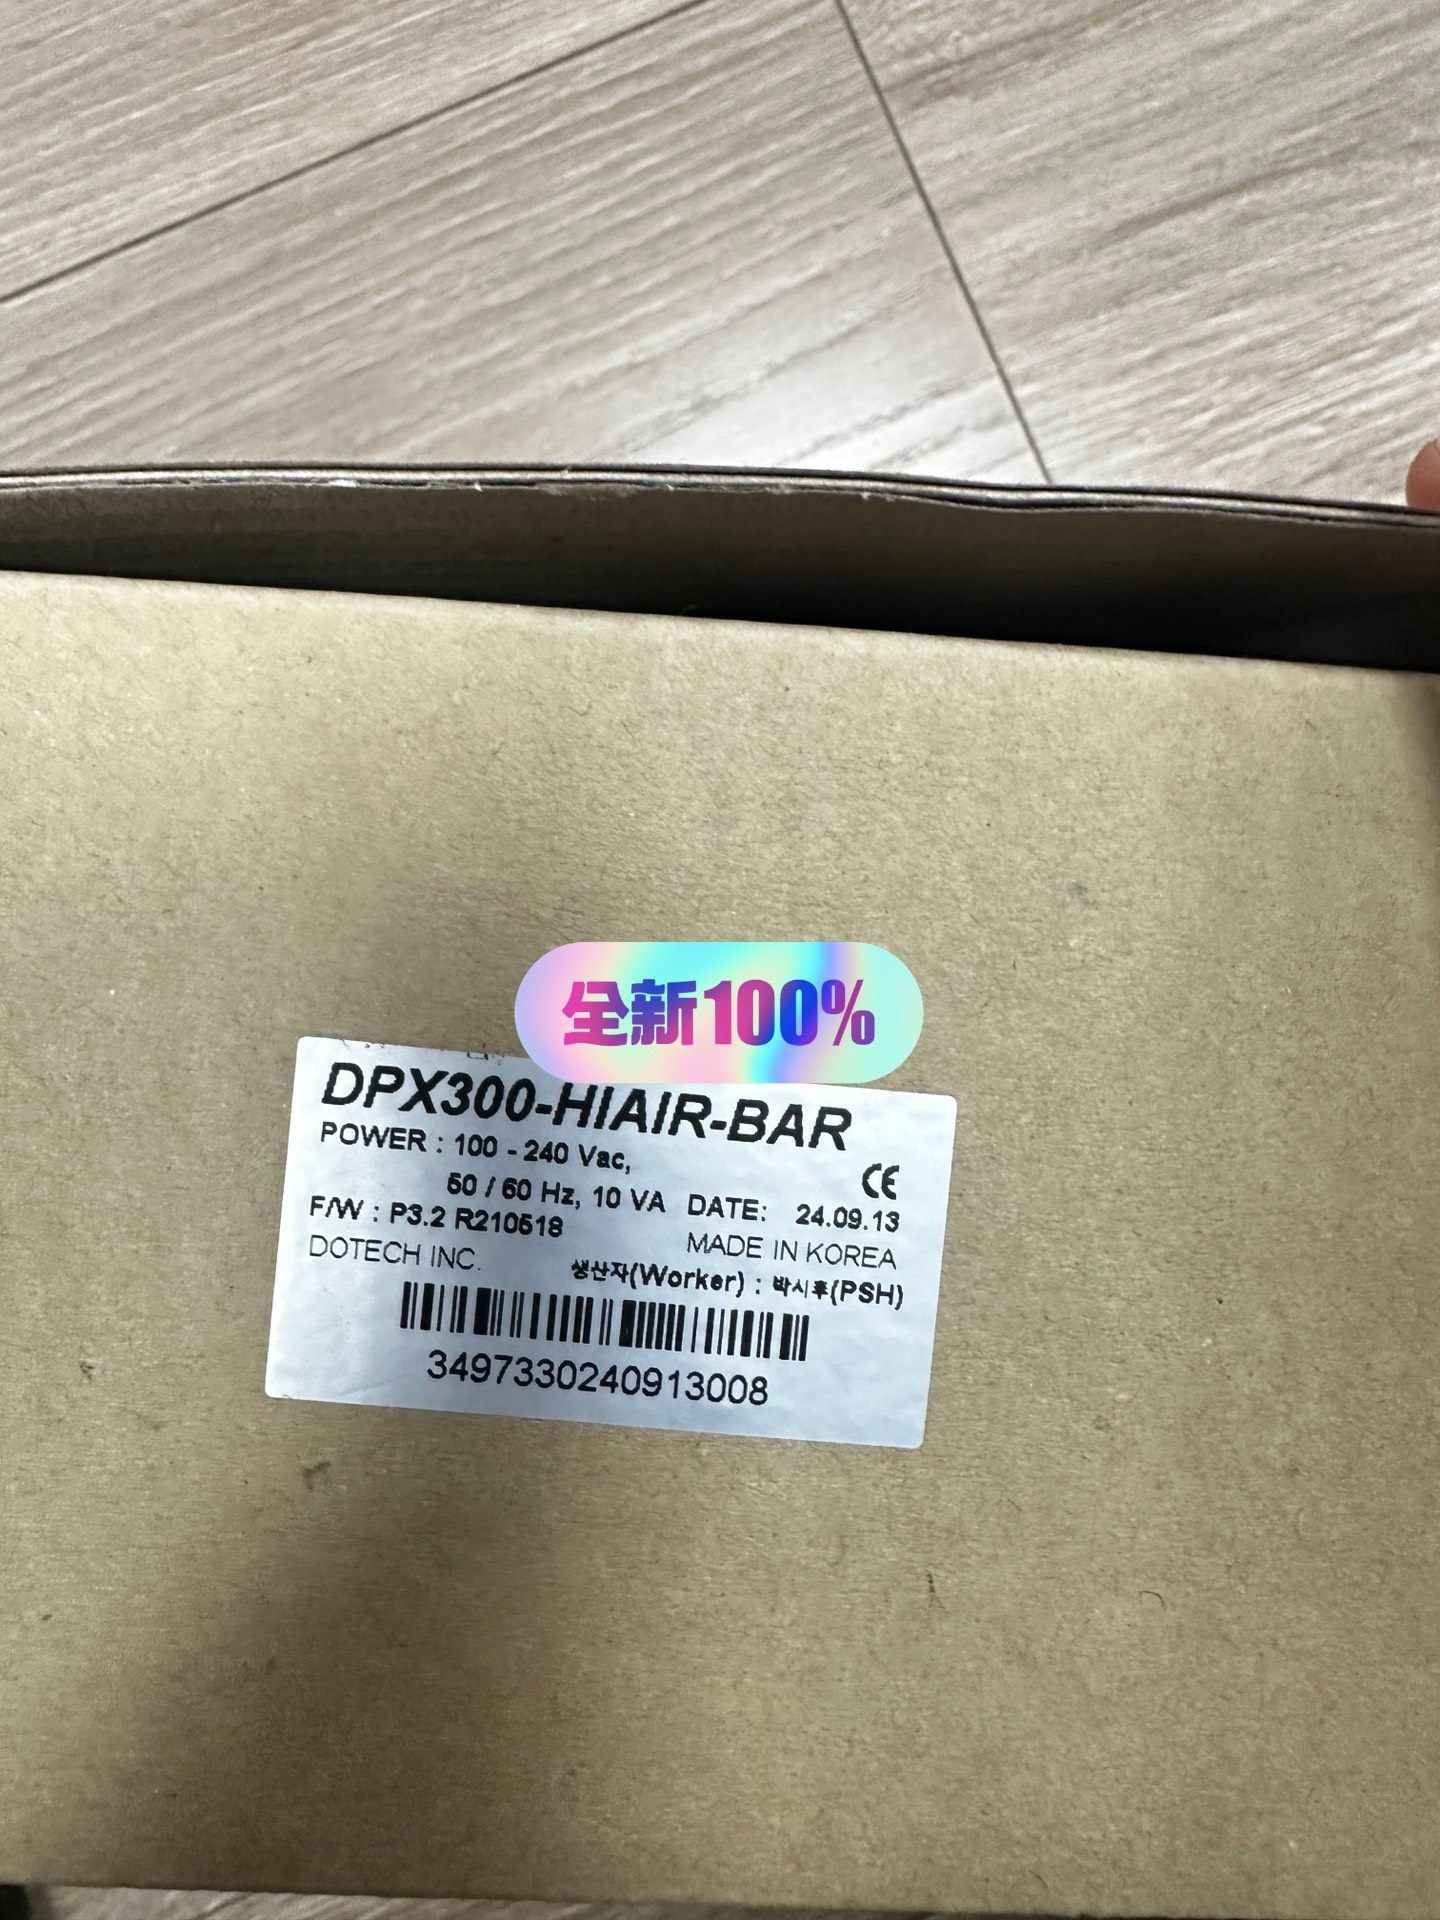 全新100%
DPX300-HIAIR-BAR
POWER : 100 - 240 Vac,
50 / 60 Hz, 10 VA
CE
DATE: 24.09.13
F/W : P3.2 R210518
MADE IN KOREA
DOTECH INC.
생산자(Worker) : 박시후(PSH)
3497330240913008